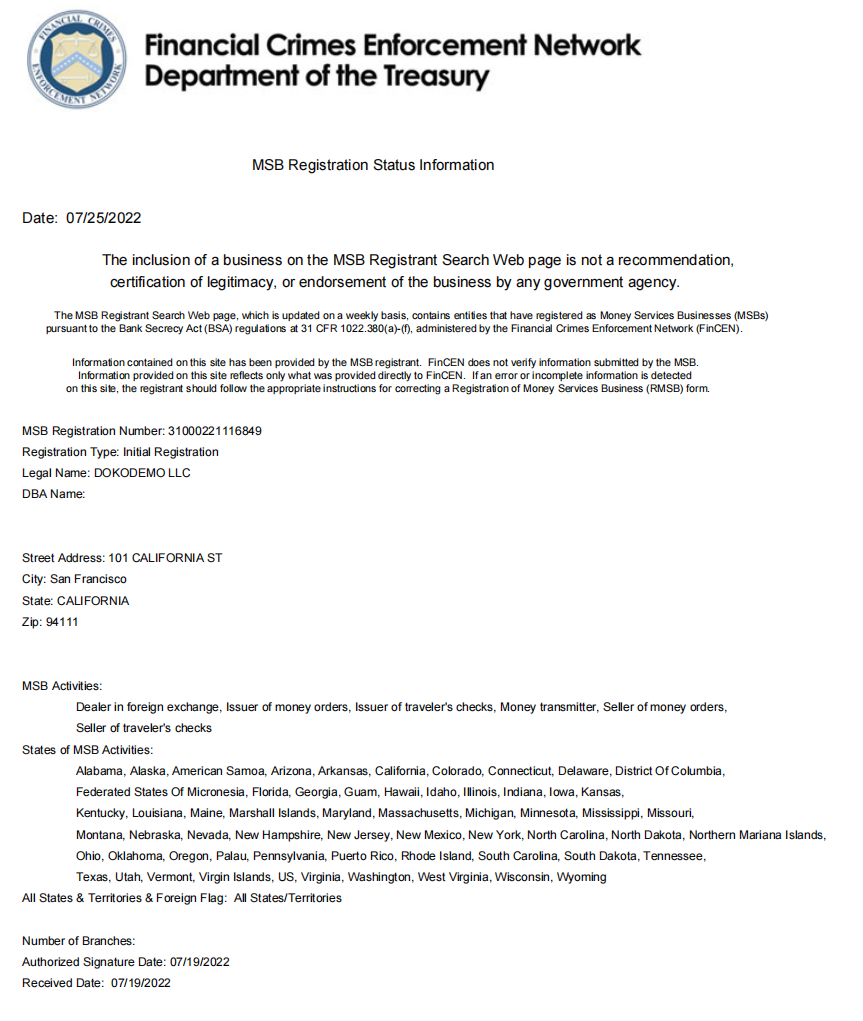 FINANCIAL CRIMES
ENFORCEMENT NETWORK
Financial Crimes Enforcement Network
Department of the Treasury
MSB Registration Status Information
Date: 07/25/2022
The inclusion of a business on the MSB Registrant Search Web page is not a recommendation,
certification of legitimacy, or endorsement of the business by any government agency.
The MSB Registrant Search Web page, which is updated on a weekly basis, contains entities that have registered as Money Services Businesses (MSBs)
pursuant to the Bank Secrecy Act (BSA) regulations at 31 CFR 1022.380(a)-(f), administered by the Financial Crimes Enforcement Network (FinCEN).
Information contained on this site has been provided by the MSB registrant. FinCEN does not verify information submitted by the MSB.
Information provided on this site reflects only what was provided directly to FinCEN. If an error or incomplete information is detected
on this site, the registrant should follow the appropriate instructions for correcting a Registration of Money Services Business (RMSB) form.
MSB Registration Number: 31000221116849
Registration Type: Initial Registration
Legal Name: DOKODEMO LLC
DBA Name:
Street Address: 101 CALIFORNIA ST
City: San Francisco
State: CALIFORNIA
Zip: 94111
MSB Activities:
Dealer in foreign exchange, Issuer of money orders, Issuer of traveler's checks, Money transmitter, Seller of money orders,
Seller of traveler's checks
States of MSB Activities:
Alabama, Alaska, American Samoa, Arizona, Arkansas, California, Colorado, Connecticut, Delaware, District Of Columbia,
Federated States Of Micronesia, Florida, Georgia, Guam, Hawaii, Idaho, Illinois, Indiana, Iowa, Kansas,
Kentucky, Louisiana, Maine, Marshall Islands, Maryland, Massachusetts, Michigan, Minnesota, Mississippi, Missouri,
Montana, Nebraska, Nevada, New Hampshire, New Jersey, New Mexico, New York, North Carolina, North Dakota, Northern Mariana Islands,
Ohio, Oklahoma, Oregon, Palau, Pennsylvania, Puerto Rico, Rhode Island, South Carolina, South Dakota, Tennessee,
Texas, Utah, Vermont, Virgin Islands, US, Virginia, Washington, West Virginia, Wisconsin, Wyoming
All States & Territories & Foreign Flag: All States/Territories
Number of Branches:
Authorized Signature Date: 07/19/2022
Received Date: 07/19/2022